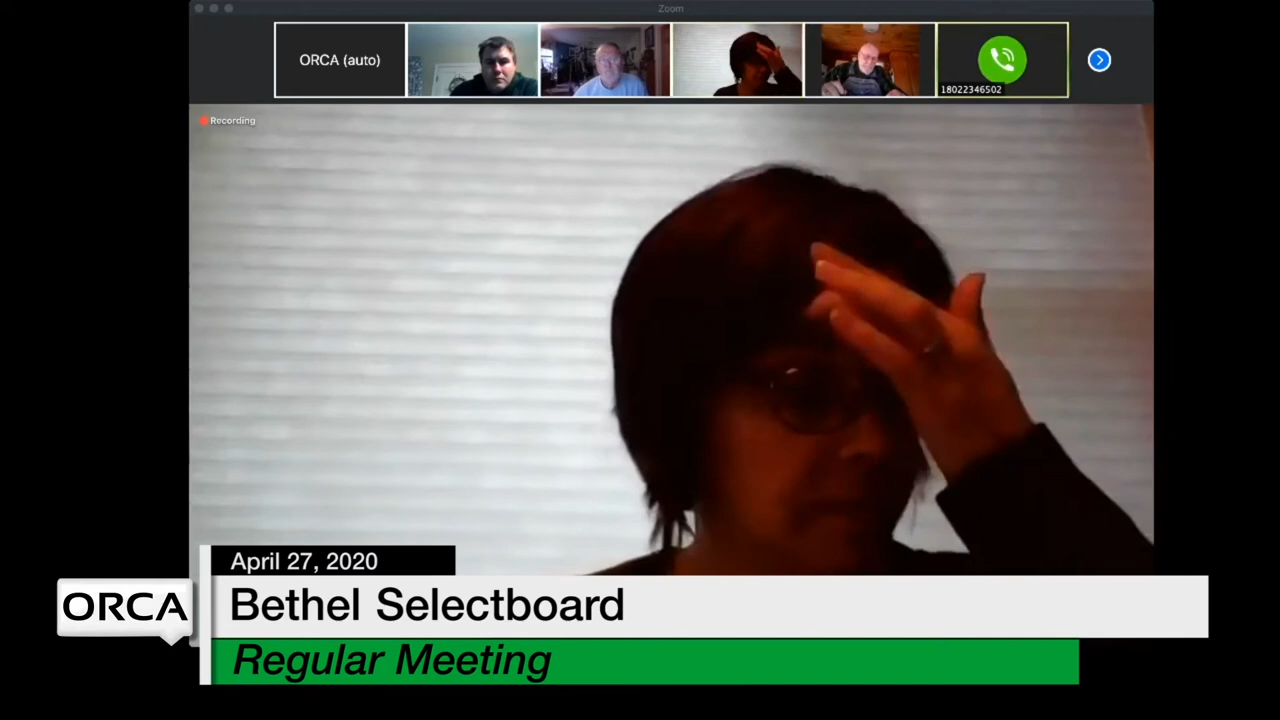 Zoom
ORCA (auto)
18022346502
Recording
April 27, 2020
ORCA
Bethel Selectboard
Regular Meeting